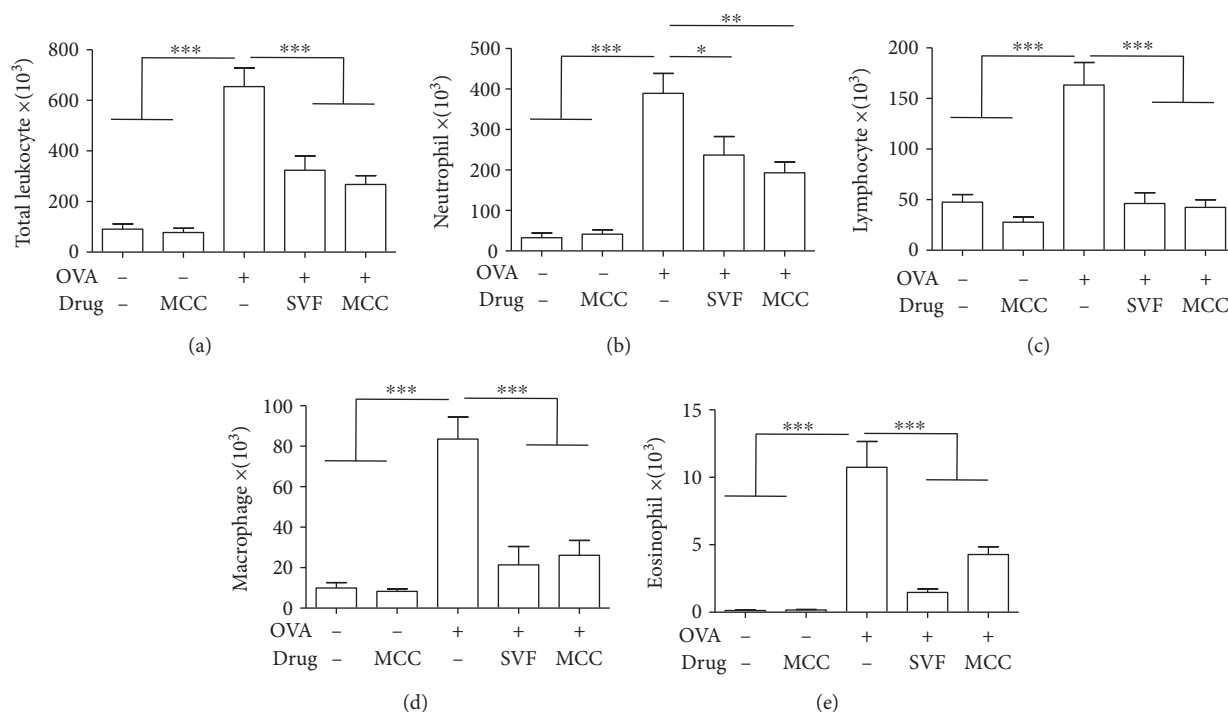 *** ***
800
600
400
200
0
Total leukocyte ×(10³)
OVA – – + + +
Drug – MCC – SVF MCC
(a)
**
*** *
500
400
300
200
100
0
Neutrophil ×(10³)
OVA – – + + +
Drug – MCC – SVF MCC
(b)
*** ***
200
150
100
50
0
Lymphocyte ×(10³)
OVA – – + + +
Drug – MCC – SVF MCC
(c)
*** ***
100
80
60
40
20
0
Macrophage ×(10³)
OVA – – + + +
Drug – MCC – SVF MCC
(d)
*** ***
15
10
5
0
Eosinophil ×(10³)
OVA – – + + +
Drug – MCC – SVF MCC
(e)